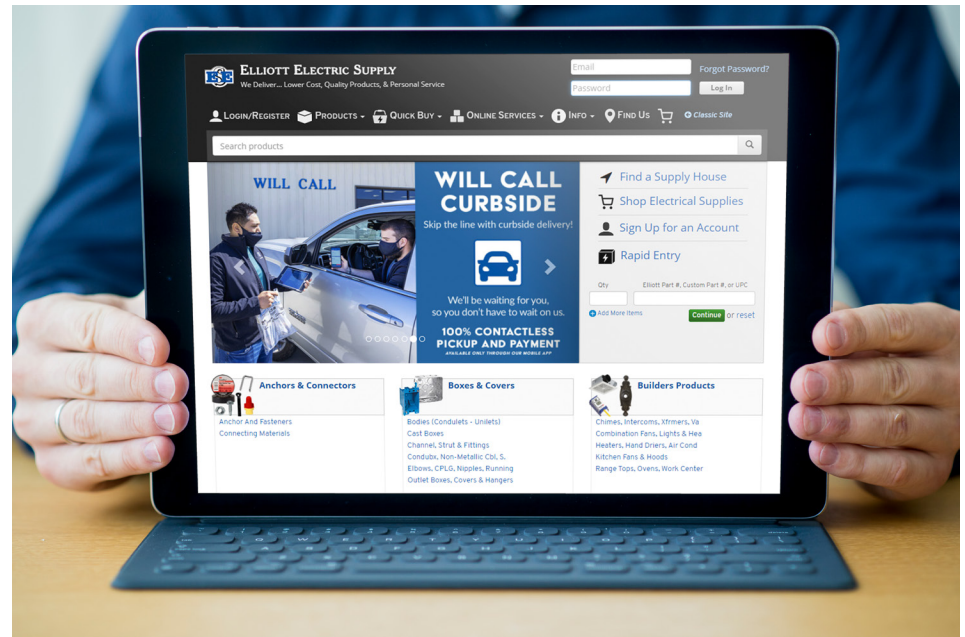 ESE
ELLIOTT ELECTRIC SUPPLY
We Deliver... Lower Cost, Quality Products, & Personal Service
Email
Forgot Password?
Password
Log In
LOGIN/REGISTER
PRODUCTS
QUICK BUY
ONLINE SERVICES
INFO
FIND US
Classic Site
Search products
WILL CALL
WILL CALL
CURBSIDE
Skip the line with curbside delivery!
We'll be waiting for you,
so you don't have to wait on us.
100% CONTACTLESS
PICKUP AND PAYMENT
AVAILABLE ONLY THROUGH OUR MOBILE APP
Find a Supply House
Shop Electrical Supplies
Sign Up for an Account
Rapid Entry
Qty
Elliott Part #, Custom Part #, or UPC
Add More Items
Continue or reset
Anchors & Connectors
Anchor And Fasteners
Connecting Materials
Boxes & Covers
Bodies (Condulets - Unilets)
Cast Boxes
Channel, Strut & Fittings
Condubx, Non-Metallic Cbl, S.
Elbows, CPLG, Nipples, Running
Outlet Boxes, Covers & Hangers
Builders Products
Chimes, Intercoms, Xfrmers, Va
Combination Fans, Lights & Hea
Heaters, Hand Driers, Air Cond
Kitchen Fans & Hoods
Range Tops, Ovens, Work Center